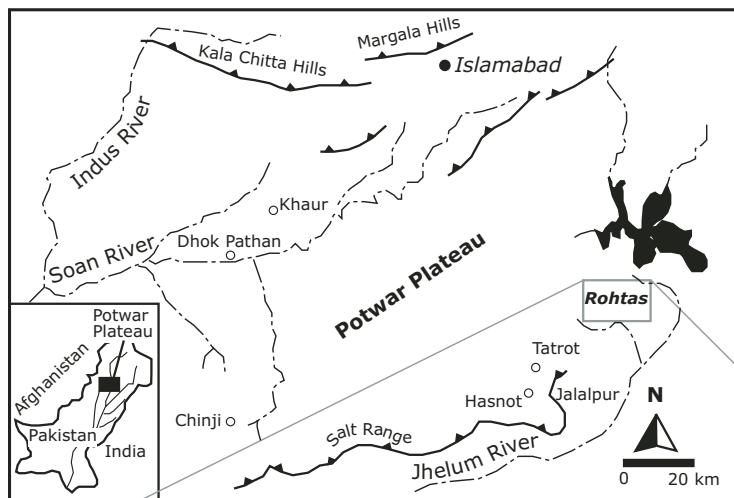 Margala Hills
Kala Chitta Hills
Islamabad
Indus River
Khaur
Dhok Pathan
Soan River
Potwar Plateau
Rohtas
Potwar
Plateau
Afghanistan
Pakistan
India
Tatrot
Hasnot
Jalalpur
Chinji
Salt Range
Jhelum River
N
0 20 km